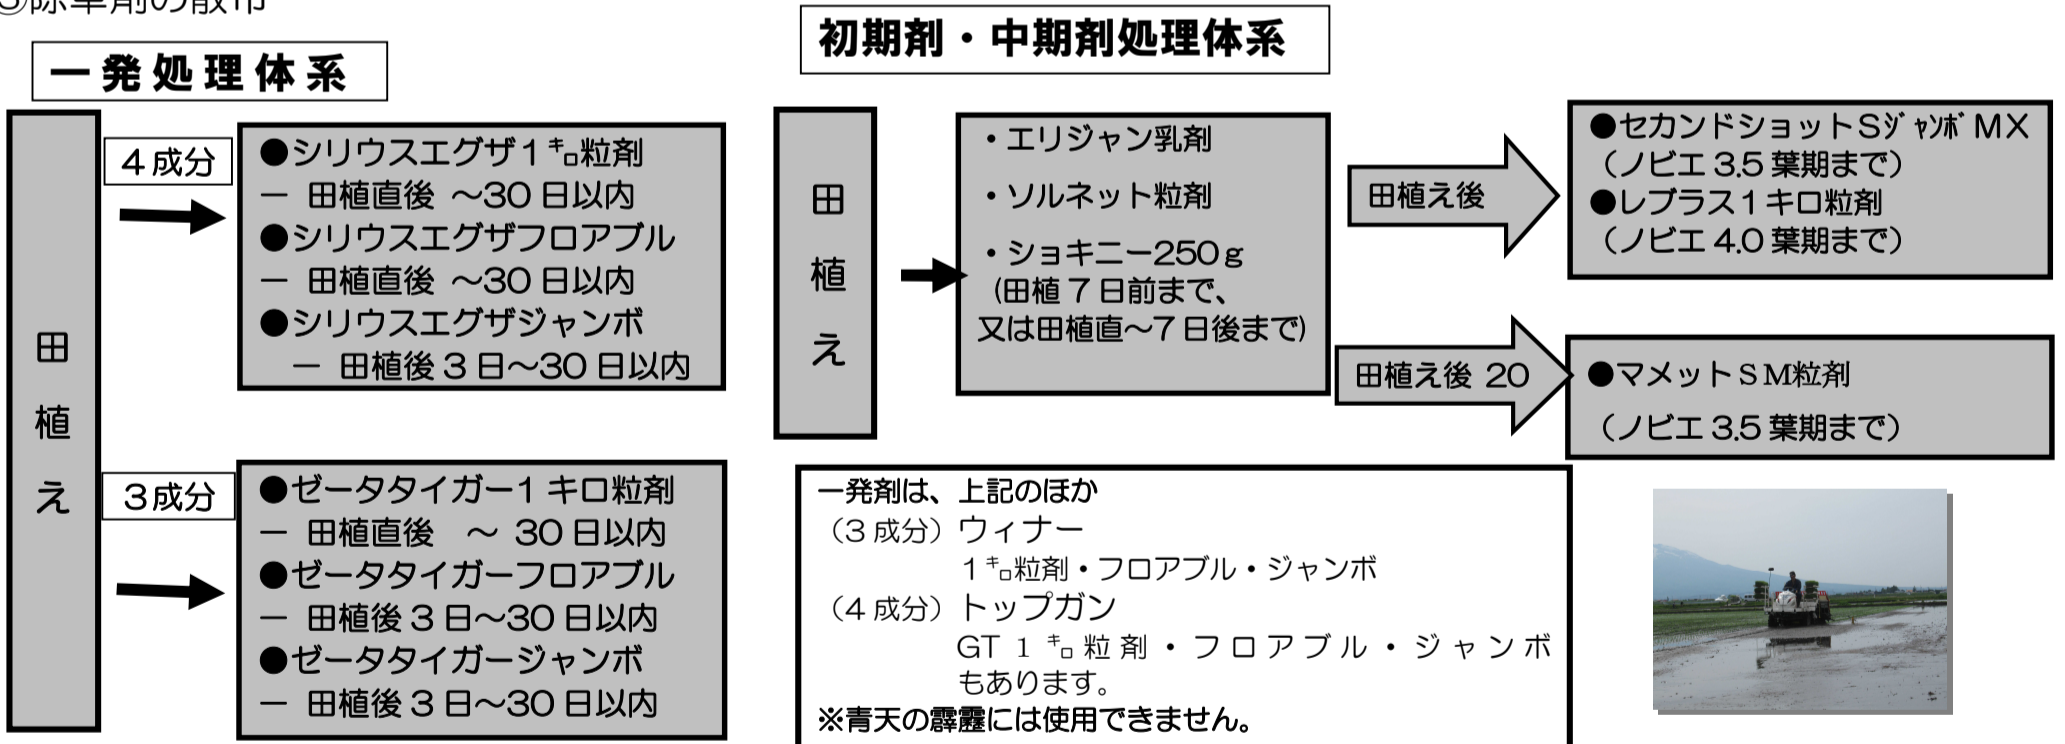 除草剤の散布
一発処理体系
田植え
4成分
●シリウスエグザ1㌔粒剤
― 田植直後 ～30日以内
●シリウスエグザフロアブル
― 田植直後 ～30日以内
●シリウスエグザジャンボ
― 田植後3日～30日以内
3成分
●ゼータタイガー1キロ粒剤
― 田植直後 ～ 30日以内
●ゼータタイガーフロアブル
― 田植後3日～30日以内
●ゼータタイガージャンボ
― 田植後3日～30日以内
初期剤・中期剤処理体系
田植え
・エリジャン乳剤
・ソルネット粒剤
・ショキニー250g
(田植7日前まで、
又は田植直～7日後まで)
田植え後
●セカンドショットSｼﾞｬﾝﾎﾞMX
(ノビエ3.5葉期まで)
●レブラス1キロ粒剤
(ノビエ4.0葉期まで)
田植え後 20
●マメットSM粒剤
(ノビエ3.5葉期まで)
一発剤は、上記のほか
(3成分)ウィナー
1㌔粒剤・フロアブル・ジャンボ
(4成分)トップガン
GT1㌔粒剤・フロアブル・ジャンボ
もあります。
※青天の霹靂には使用できません。